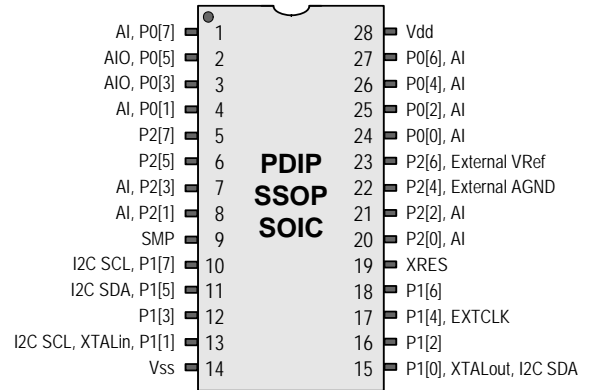 AI, P0[7] 1 28 Vdd
AIO, P0[5] 2 27 P0[6], AI
AIO, P0[3] 3 26 P0[4], AI
AI, P0[1] 4 25 P0[2], AI
P2[7] 5 24 P0[0], AI
P2[5] 6 PDIP 23 P2[6], External VRef
AI, P2[3] 7 SSOP 22 P2[4], External AGND
AI, P2[1] 8 SOIC 21 P2[2], AI
SMP 9 20 P2[0], AI
I2C SCL, P1[7] 10 19 XRES
I2C SDA, P1[5] 11 18 P1[6]
P1[3] 12 17 P1[4], EXTCLK
I2C SCL, XTALin, P1[1] 13 16 P1[2]
Vss 14 15 P1[0], XTALout, I2C SDA